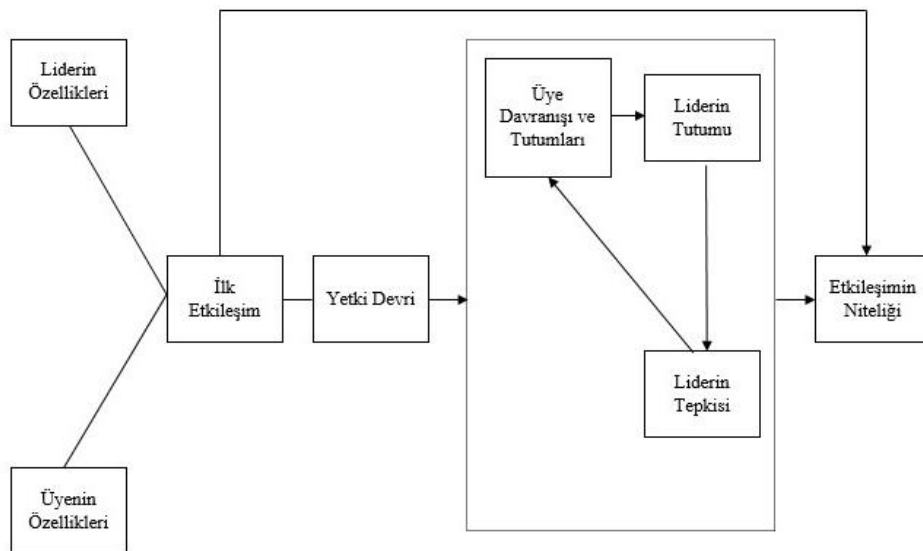 Liderin
Özellikleri
Üye
Davranışı ve
Tutumları
Liderin
Tutumu
İlk
Etkileşim
Yetki Devri
Etkileşimin
Niteliği
Liderin
Tepkisi
Üyenin
Özellikleri